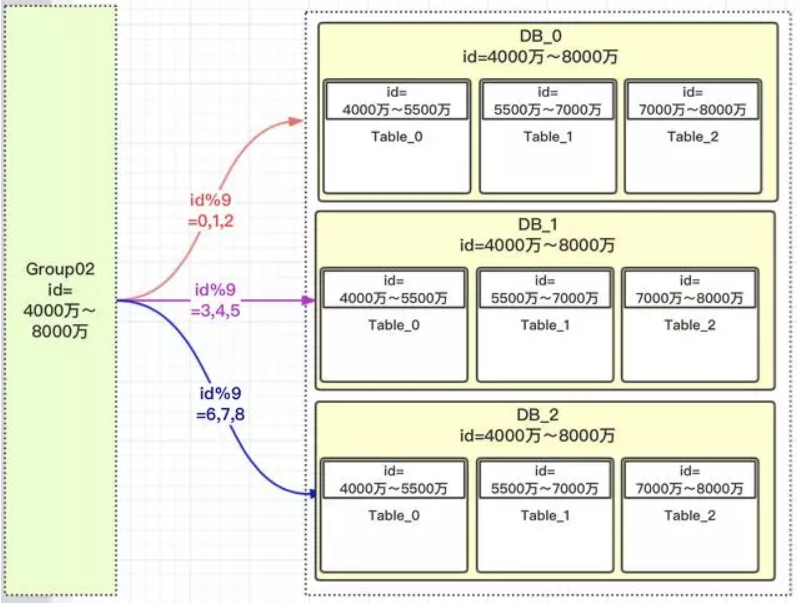 Group02
id=
4000万～
8000万
id%9
=0,1,2
id%9
=3,4,5
id%9
=6,7,8
DB_0
id=4000万～8000万
id=
4000万～5500万
Table_0
id=
5500万～7000万
Table_1
id=
7000万～8000万
Table_2
DB_1
id=4000万～8000万
id=
4000万～5500万
Table_0
id=
5500万～7000万
Table_1
id=
7000万～8000万
Table_2
DB_2
id=4000万～8000万
id=
4000万～5500万
Table_0
id=
5500万～7000万
Table_1
id=
7000万～8000万
Table_2